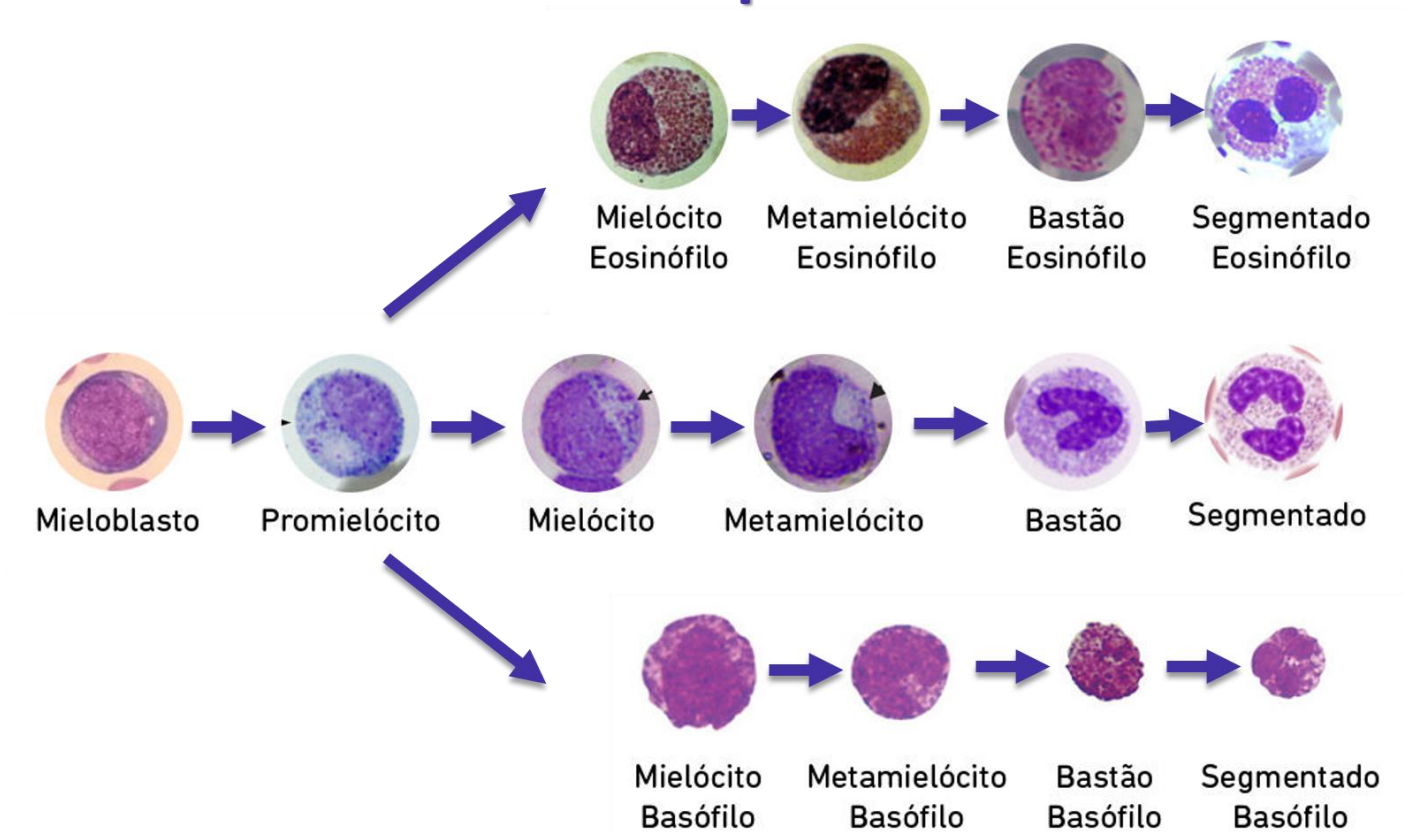 Mielócito
Eosinófilo
Metamielócito
Eosinófilo
Bastão
Eosinófilo
Segmentado
Eosinófilo
Mieloblasto
Promielócito
Mielócito
Metamielócito
Bastão
Segmentado
Mielócito
Basófilo
Metamielócito
Basófilo
Bastão
Basófilo
Segmentado
Basófilo